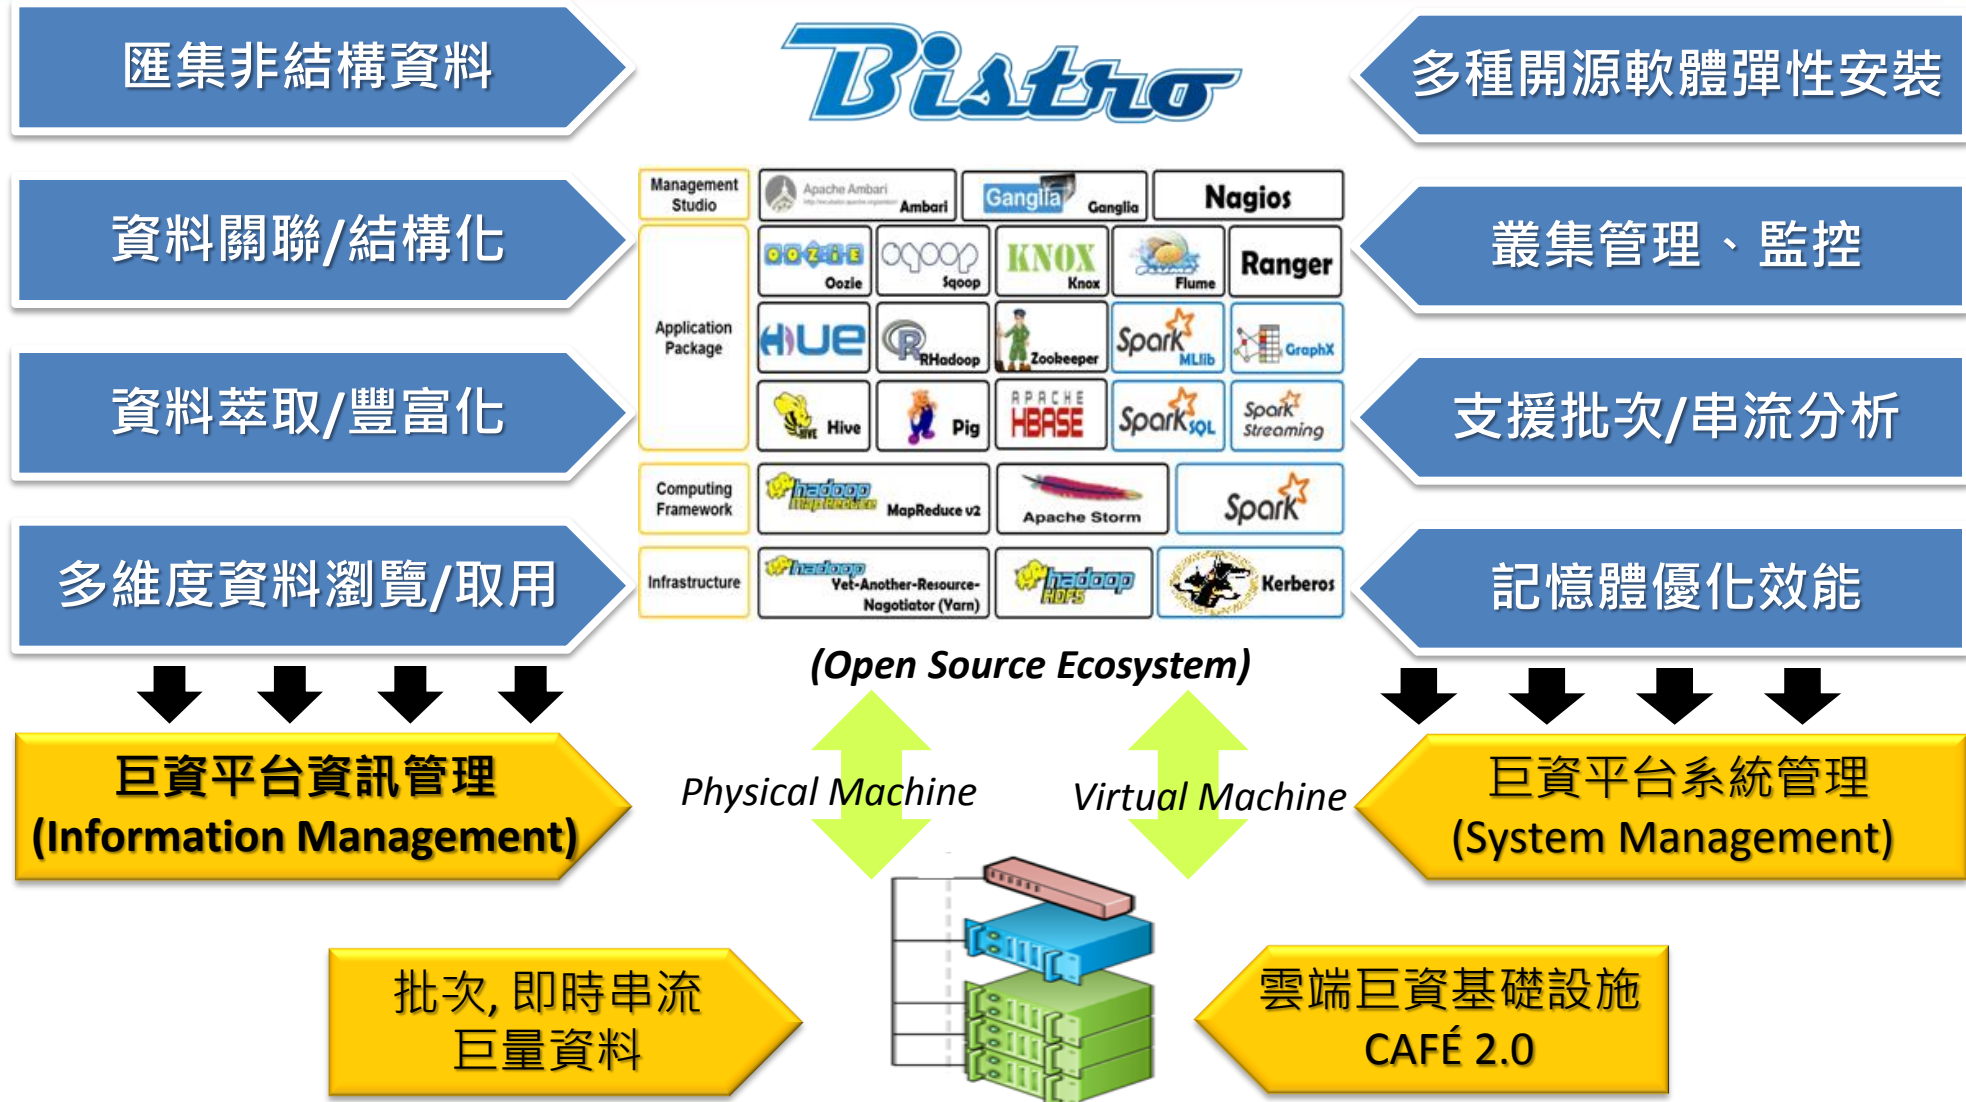 匯集非結構資料
Bistro
多種開源軟體彈性安裝
資料關聯/結構化
叢集管理、監控
資料萃取/豐富化
支援批次/串流分析
多維度資料瀏覽/取用
記憶體優化效能
Management
Studio
Apache Ambari
Ambari
Ganglia
Ganglia
Nagios
Application
Package
OOZIE
Oozie
sqoop
Sqoop
KNOX
Knox
Flume
Ranger
HUE
R
RHadoop
Zookeeper
Spark
MLlib
GraphX
HIVE
Hive
Pig
APACHE
HBASE
Spark
SQL
Spark
Streaming
Computing
Framework
hadoop
Map Reduce
MapReduce v2
Apache Storm
Spark
Infrastructure
hadoop
Yet-Another-Resource-
Nagotiator (Yarn)
hadoop
HDFS
Kerberos
(Open Source Ecosystem)
巨資平台資訊管理
(Information Management)
Physical Machine
Virtual Machine
巨資平台系統管理
(System Management)
批次, 即時串流
巨量資料
雲端巨資基礎設施
CAFÉ 2.0